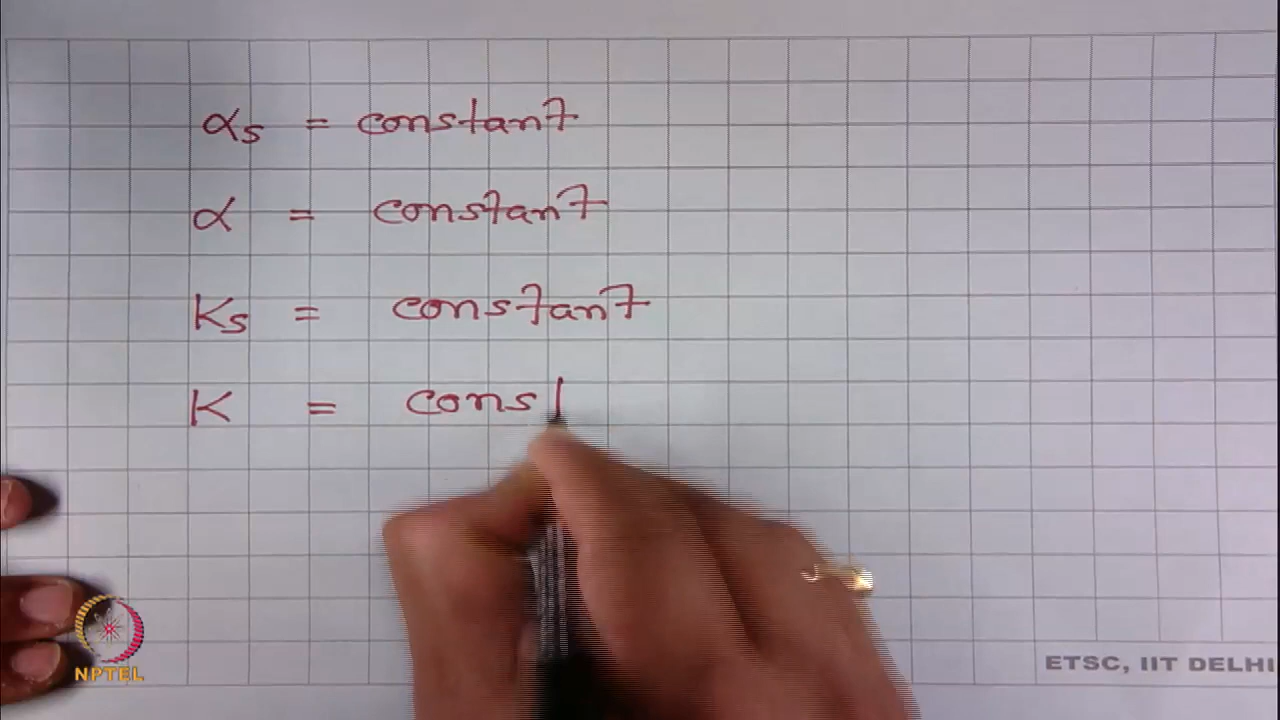 αs = constant
α = constant
Ks = constant
K = cons
NPTEL
ETSC, IIT DELHI